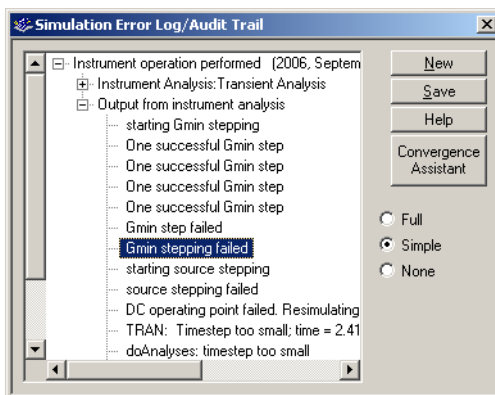 Simulation Error Log/Audit Trail
Instrument operation performed (2006, Septem
Instrument Analysis:Transient Analysis
Output from instrument analysis
starting Gmin stepping
One successful Gmin step
One successful Gmin step
One successful Gmin step
One successful Gmin step
Gmin step failed
Gmin stepping failed
starting source stepping
source stepping failed
DC operating point failed. Resimulating
TRAN: Timestep too small; time = 2.41
doAnalyses: timestep too small
New
Save
Help
Convergence
Assistant
Full
Simple
None